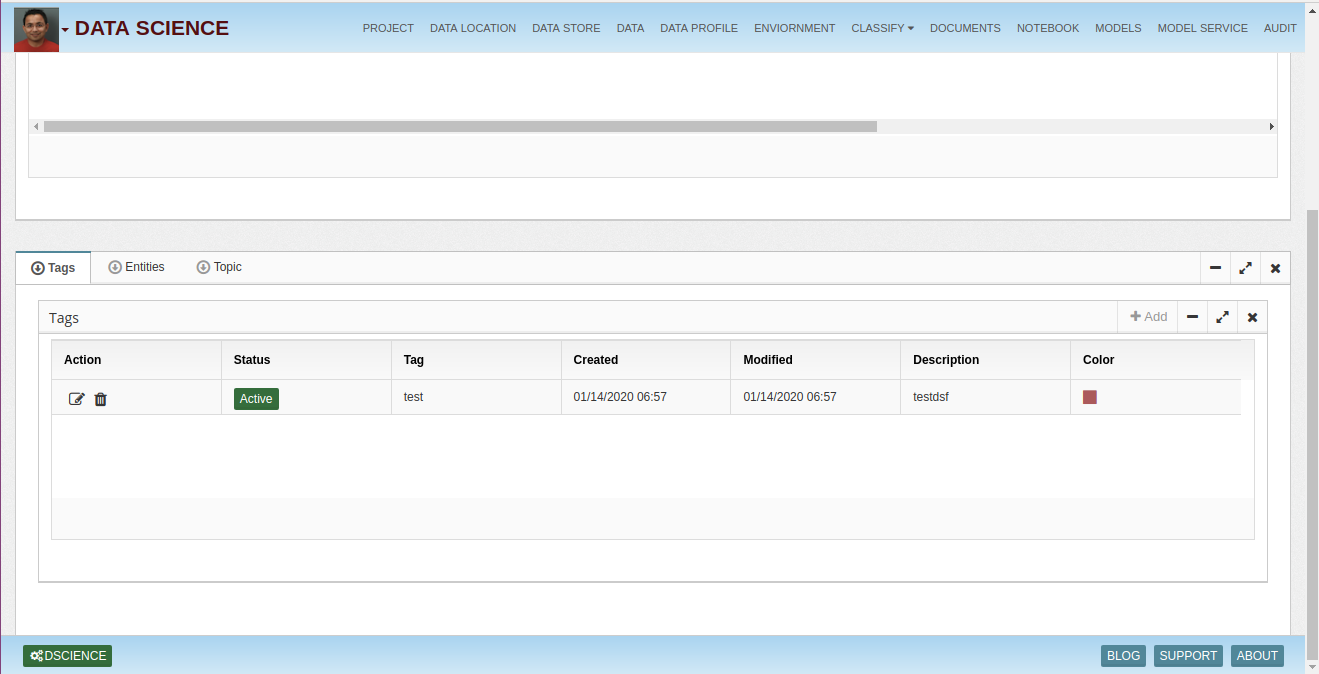 DATA SCIENCE PROJECT DATA LOCATION DATA STORE DATA DATA PROFILE ENVIORNMENT CLASSIFY DOCUMENTS NOTEBOOK MODELS MODEL SERVICE AUDIT
Tags Entities Topic
Tags Add
Action Status Tag Created Modified Description Color
Active test 01/14/2020 06:57 01/14/2020 06:57 testdsf
DSCIENCE BLOG SUPPORT ABOUT